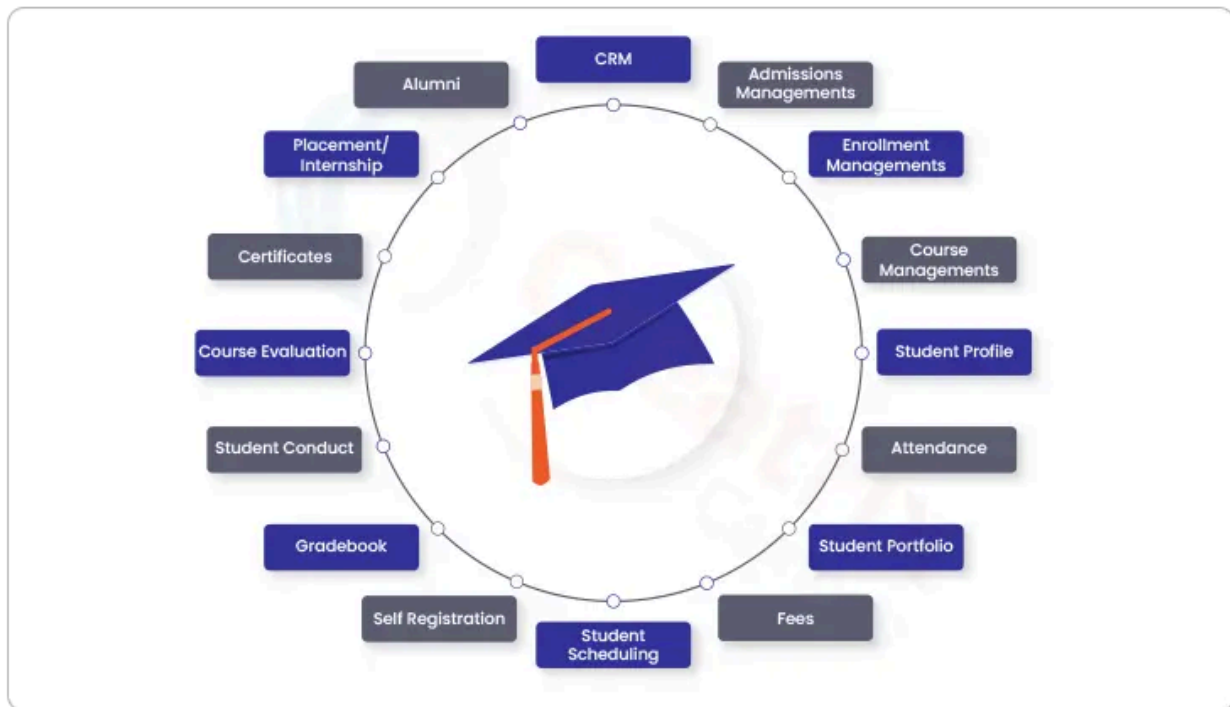 CRM
Admissions
Managements
Enrollment
Managements
Course
Managements
Student Profile
Attendance
Student Portfolio
Fees
Student
Scheduling
Self Registration
Gradebook
Student Conduct
Course Evaluation
Certificates
Placement/
Internship
Alumni